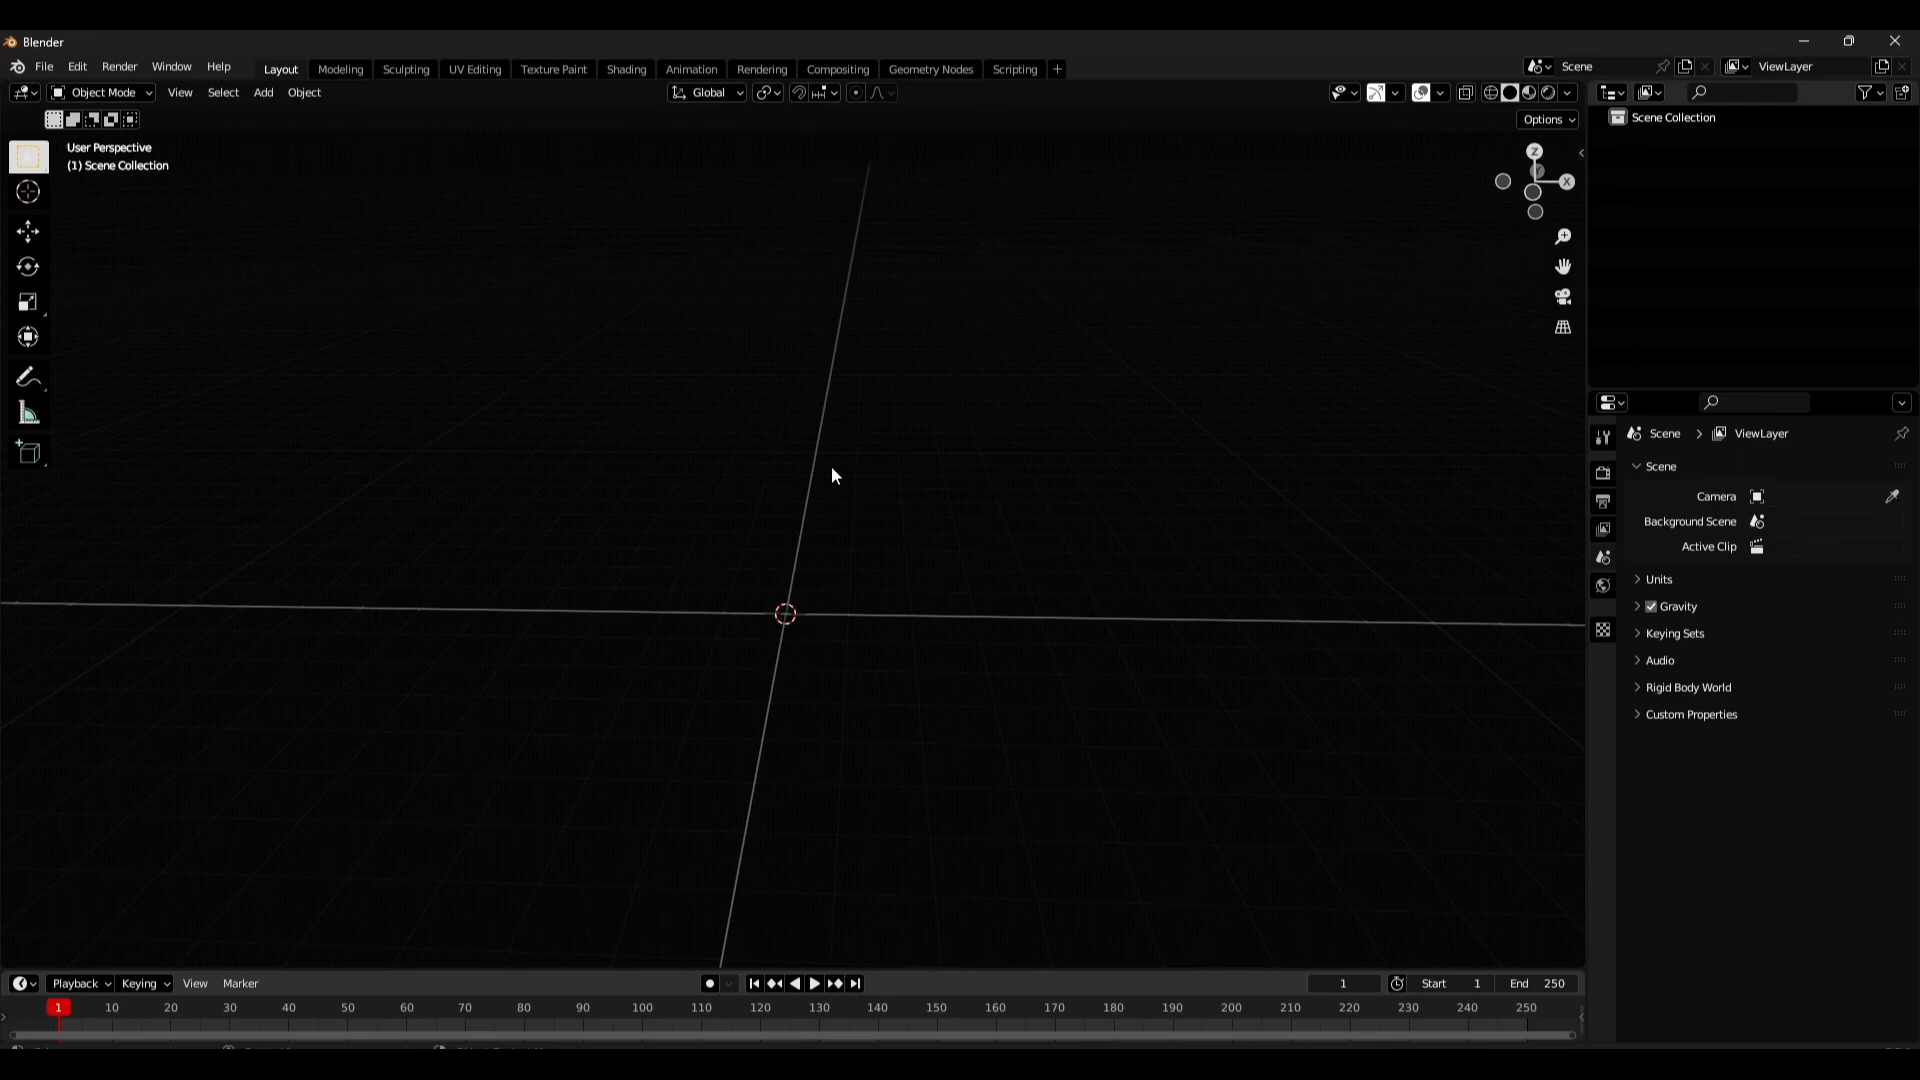 Blender
File Edit Render Window Help Layout Modeling Sculpting UV Editing Texture Paint Shading Animation Rendering Compositing Geometry Nodes Scripting + Scene ViewLayer
Object Mode View Select Add Object Global
Options
User Perspective
(1) Scene Collection
Z
X
Scene Collection
Scene > ViewLayer
Scene
Camera
Background Scene
Active Clip
Units
Gravity
Keying Sets
Audio
Rigid Body World
Custom Properties
Playback Keying View Marker 1 Start 1 End 250
1 10 20 30 40 50 60 70 80 90 100 110 120 130 140 150 160 170 180 190 200 210 220 230 240 250